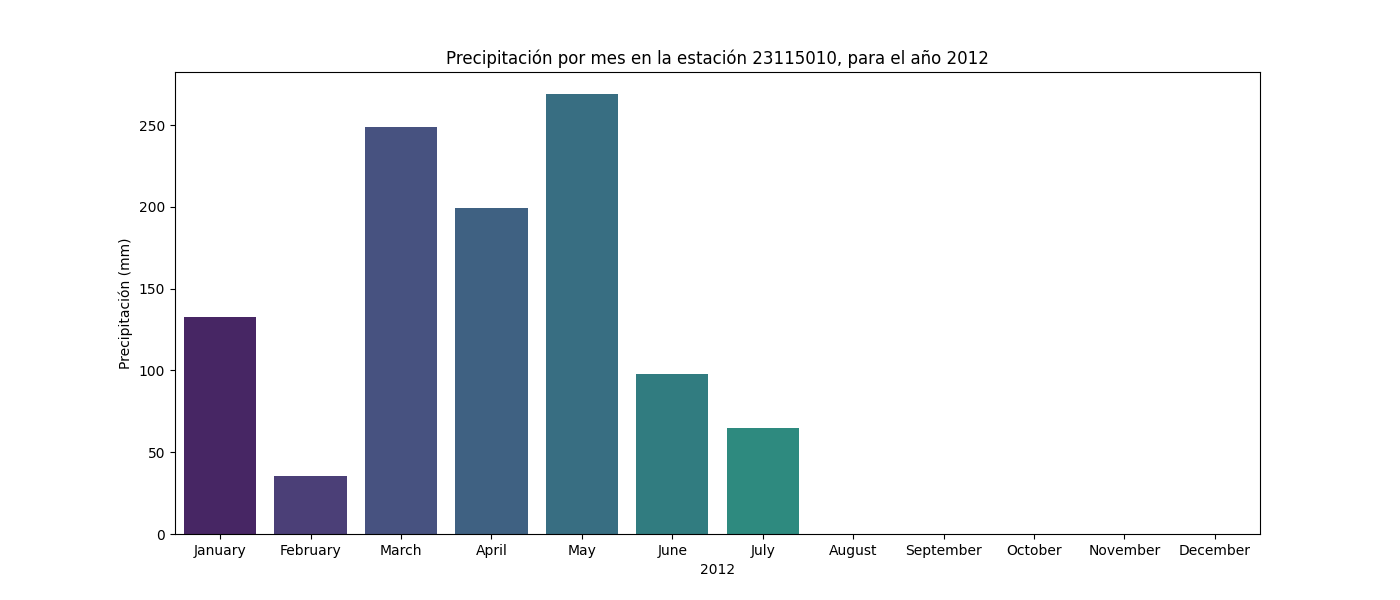 Precipitación por mes en la estación 23115010, para el año 2012
Precipitación (mm)
250
200
150
100
50
0
January February March April May June July August September October November December
2012